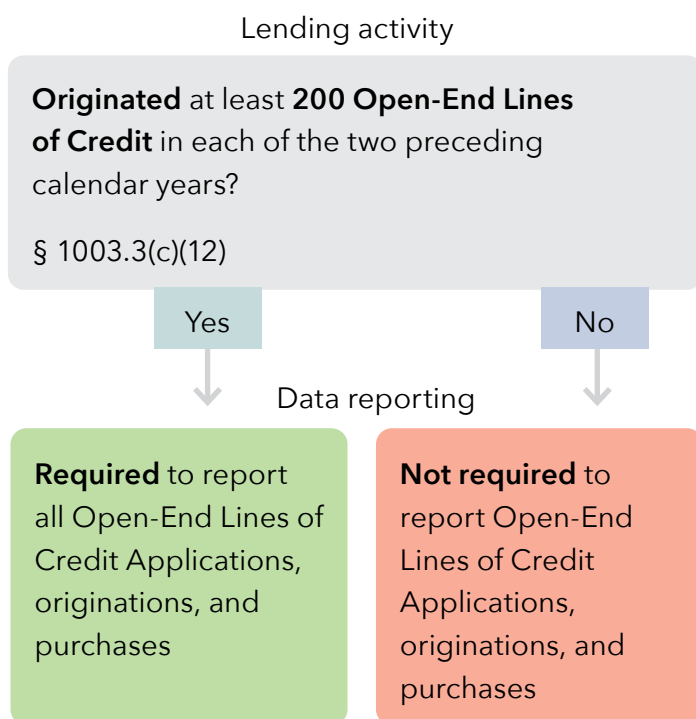 Lending activity
Originated at least 200 Open-End Lines
of Credit in each of the two preceding
calendar years?
§ 1003.3(c)(12)
Yes
No
Data reporting
Required to report
all Open-End Lines of
Credit Applications,
originations, and
purchases
Not required to
report Open-End
Lines of Credit
Applications,
originations, and
purchases